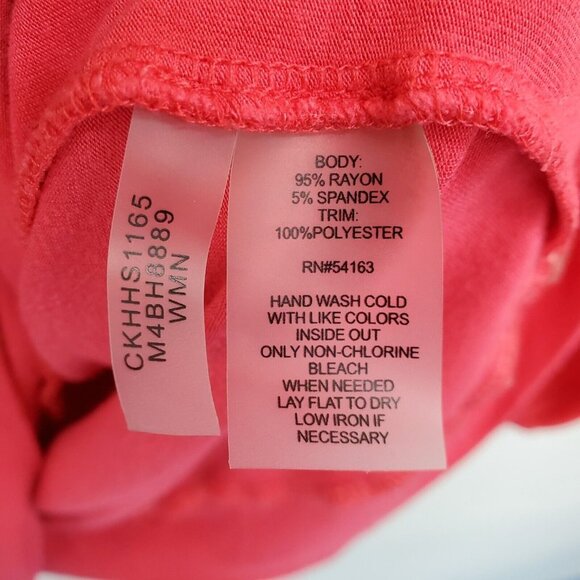 CKHHS1165
M4BH8889
WMN
BODY:
95% RAYON
5% SPANDEX
TRIM:
100%POLYESTER
RN#54163
HAND WASH COLD
WITH LIKE COLORS
INSIDE OUT
ONLY NON-CHLORINE
BLEACH
WHEN NEEDED
LAY FLAT TO DRY
LOW IRON IF
NECESSARY